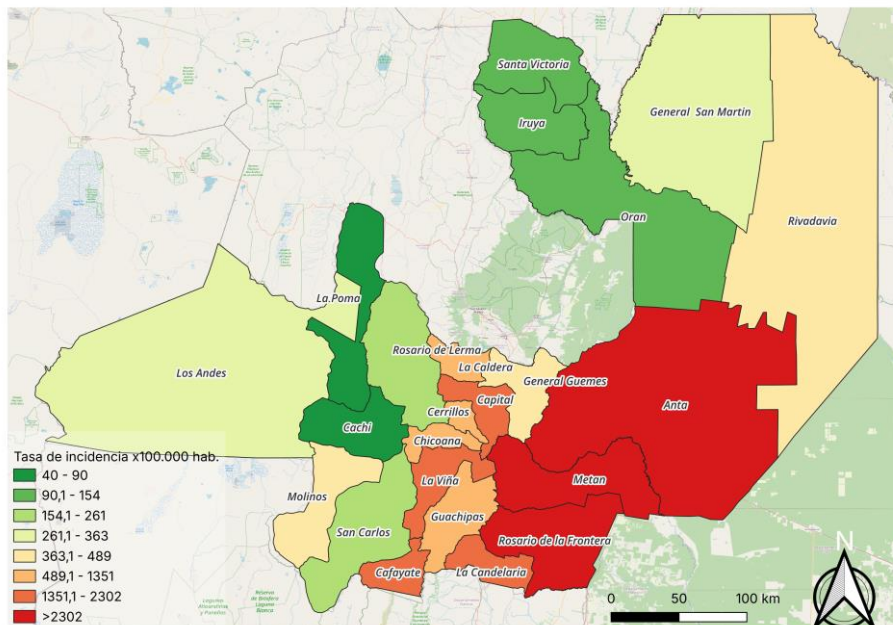 Santa Victoria
Iruya
General San Martin
Oran
Rivadavia
La.Poma
Los Andes
Rosario de Lerma
La Caldera
General Guemes
Capital
Cerrillos
Cachi
Chicoana
Anta
La Viña
Metan
Molinos
Guachipas
San Carlos
Rosario de la Frontera
Cafayate
La Candelaria
Tasa de incidencia x100.000 hab.
40 - 90
90,1 - 154
154,1 - 261
261,1 - 363
363,1 - 489
489,1 - 1351
1351,1 - 2302
>2302
N
0 50 100 km